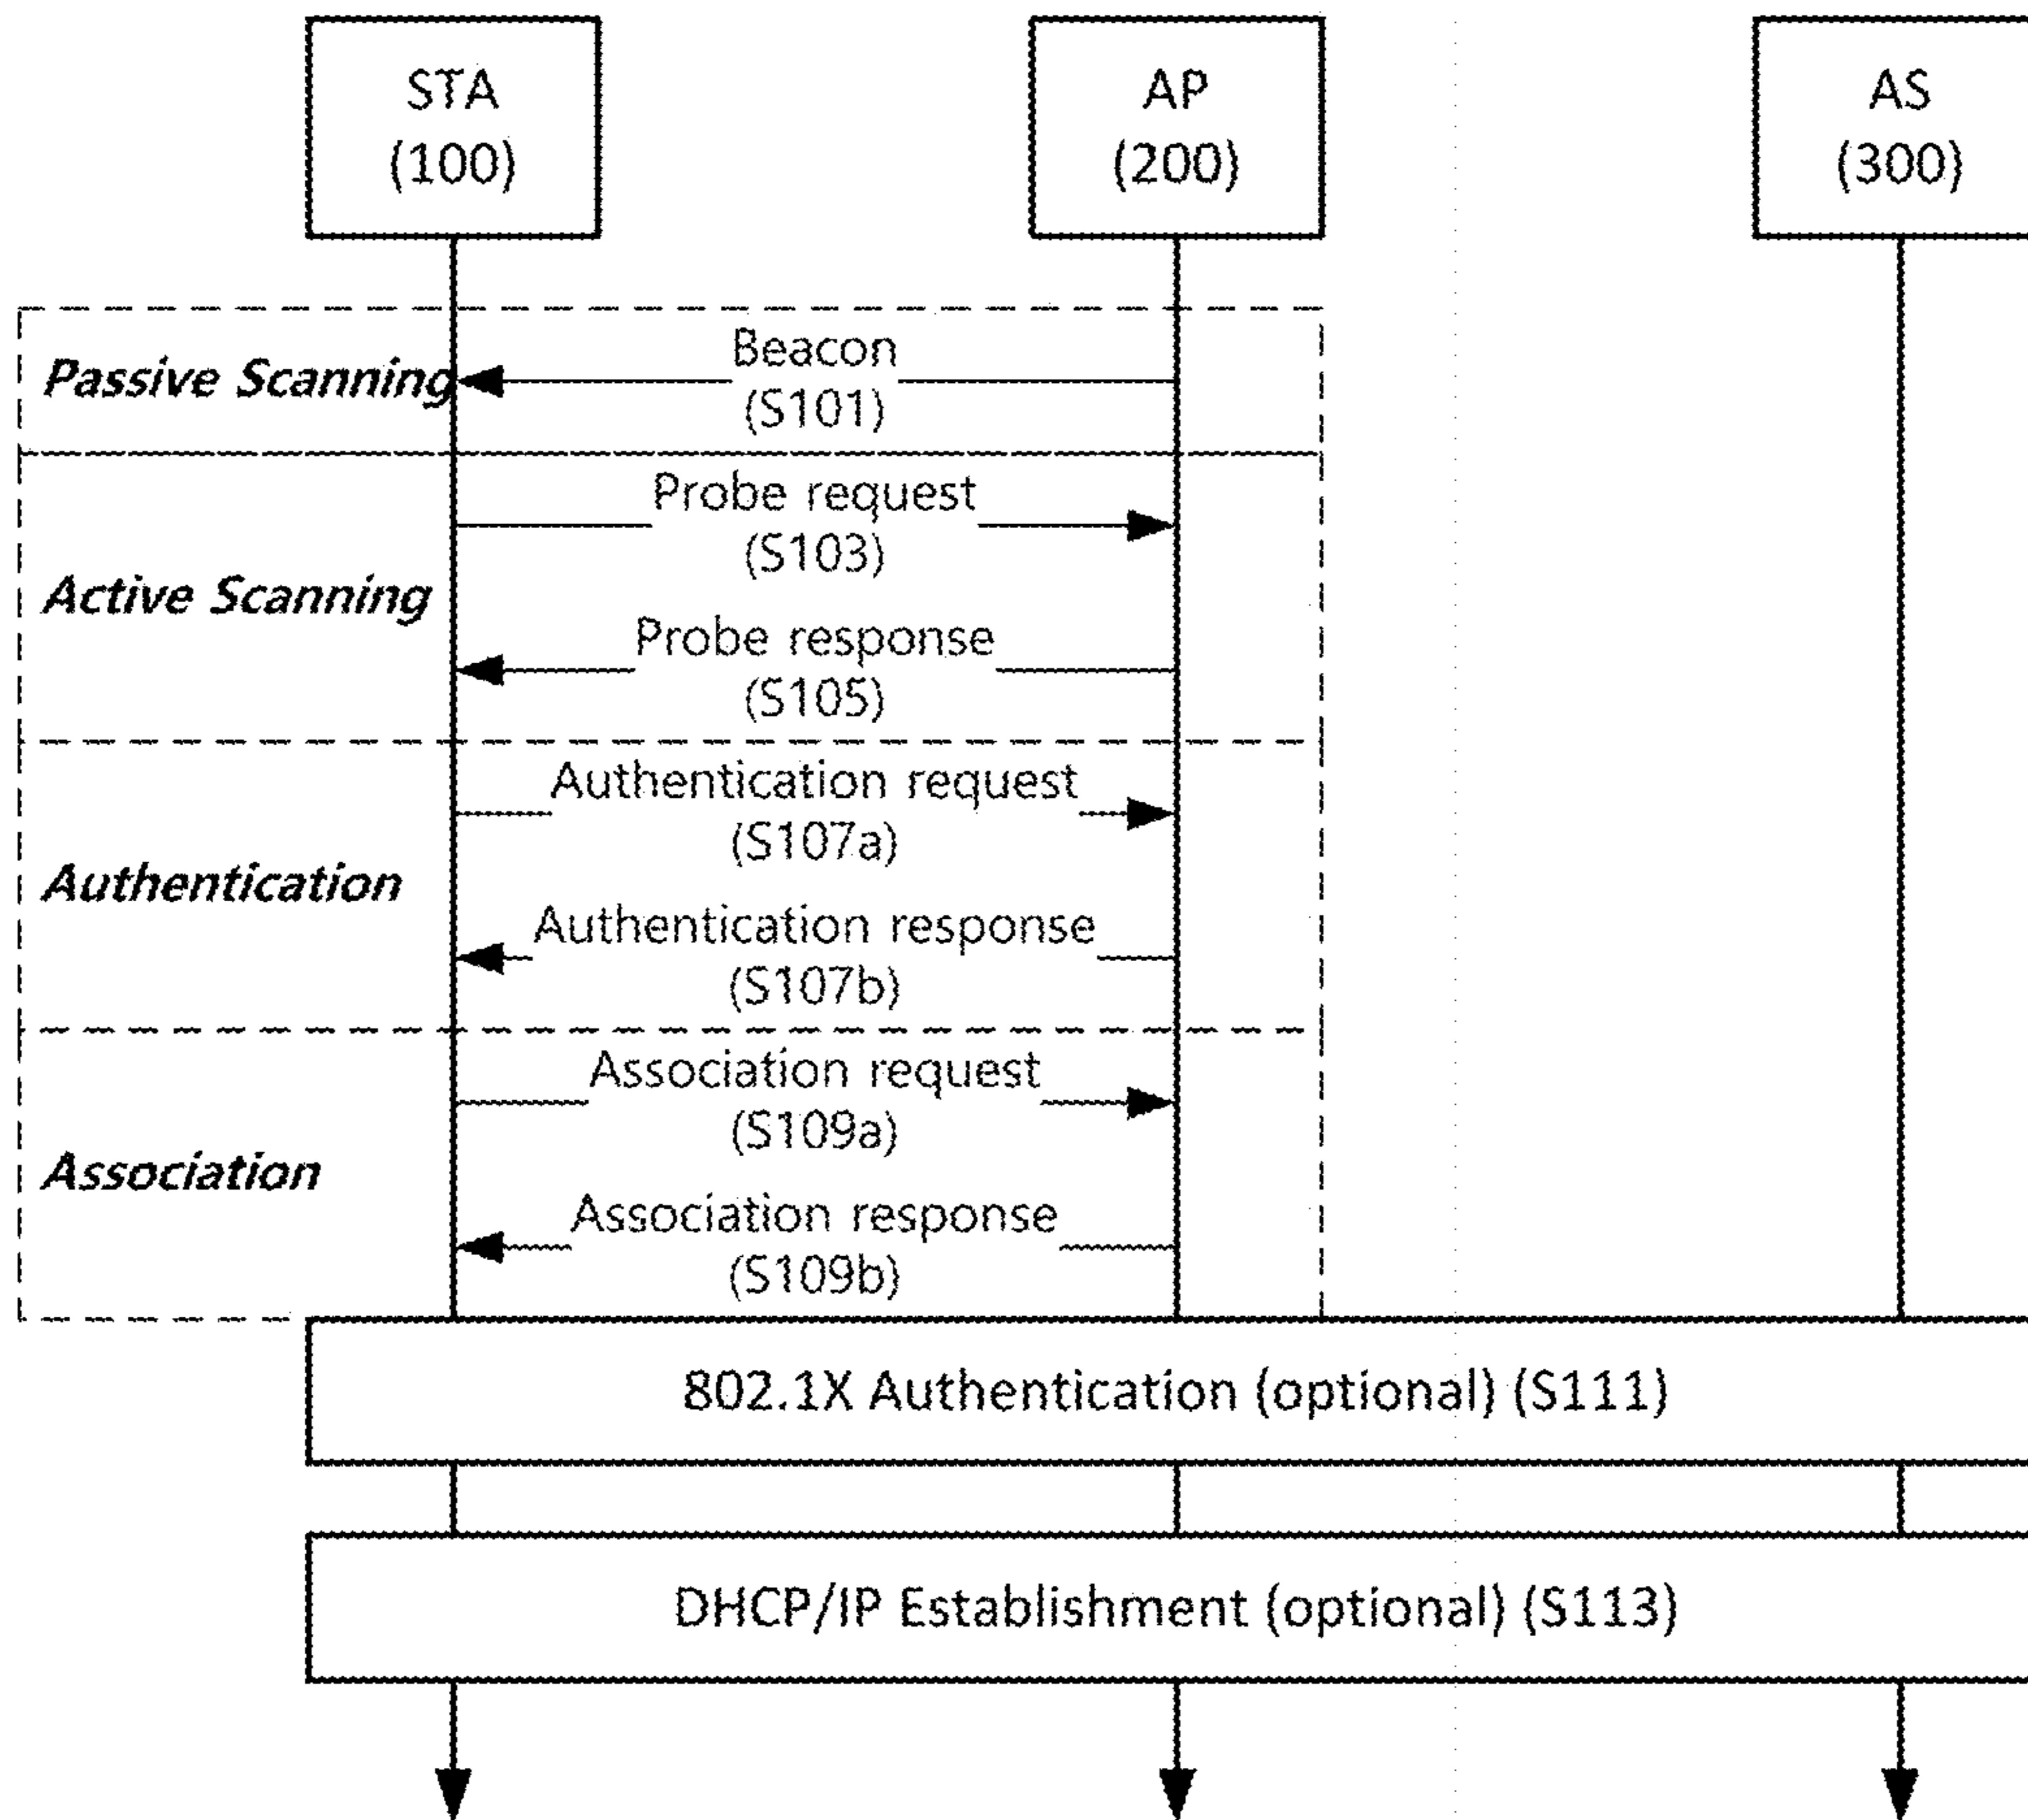 STA
(100)
AP
(200)
AS
(300)
Passive Scanning
Beacon
(S101)
Active Scanning
Probe request
(S103)
Probe response
(S105)
Authentication
Authentication request
(S107a)
Authentication response
(S107b)
Association
Association request
(S109a)
Association response
(S109b)
802.1X Authentication (optional) (S111)
DHCP/IP Establishment (optional) (S113)